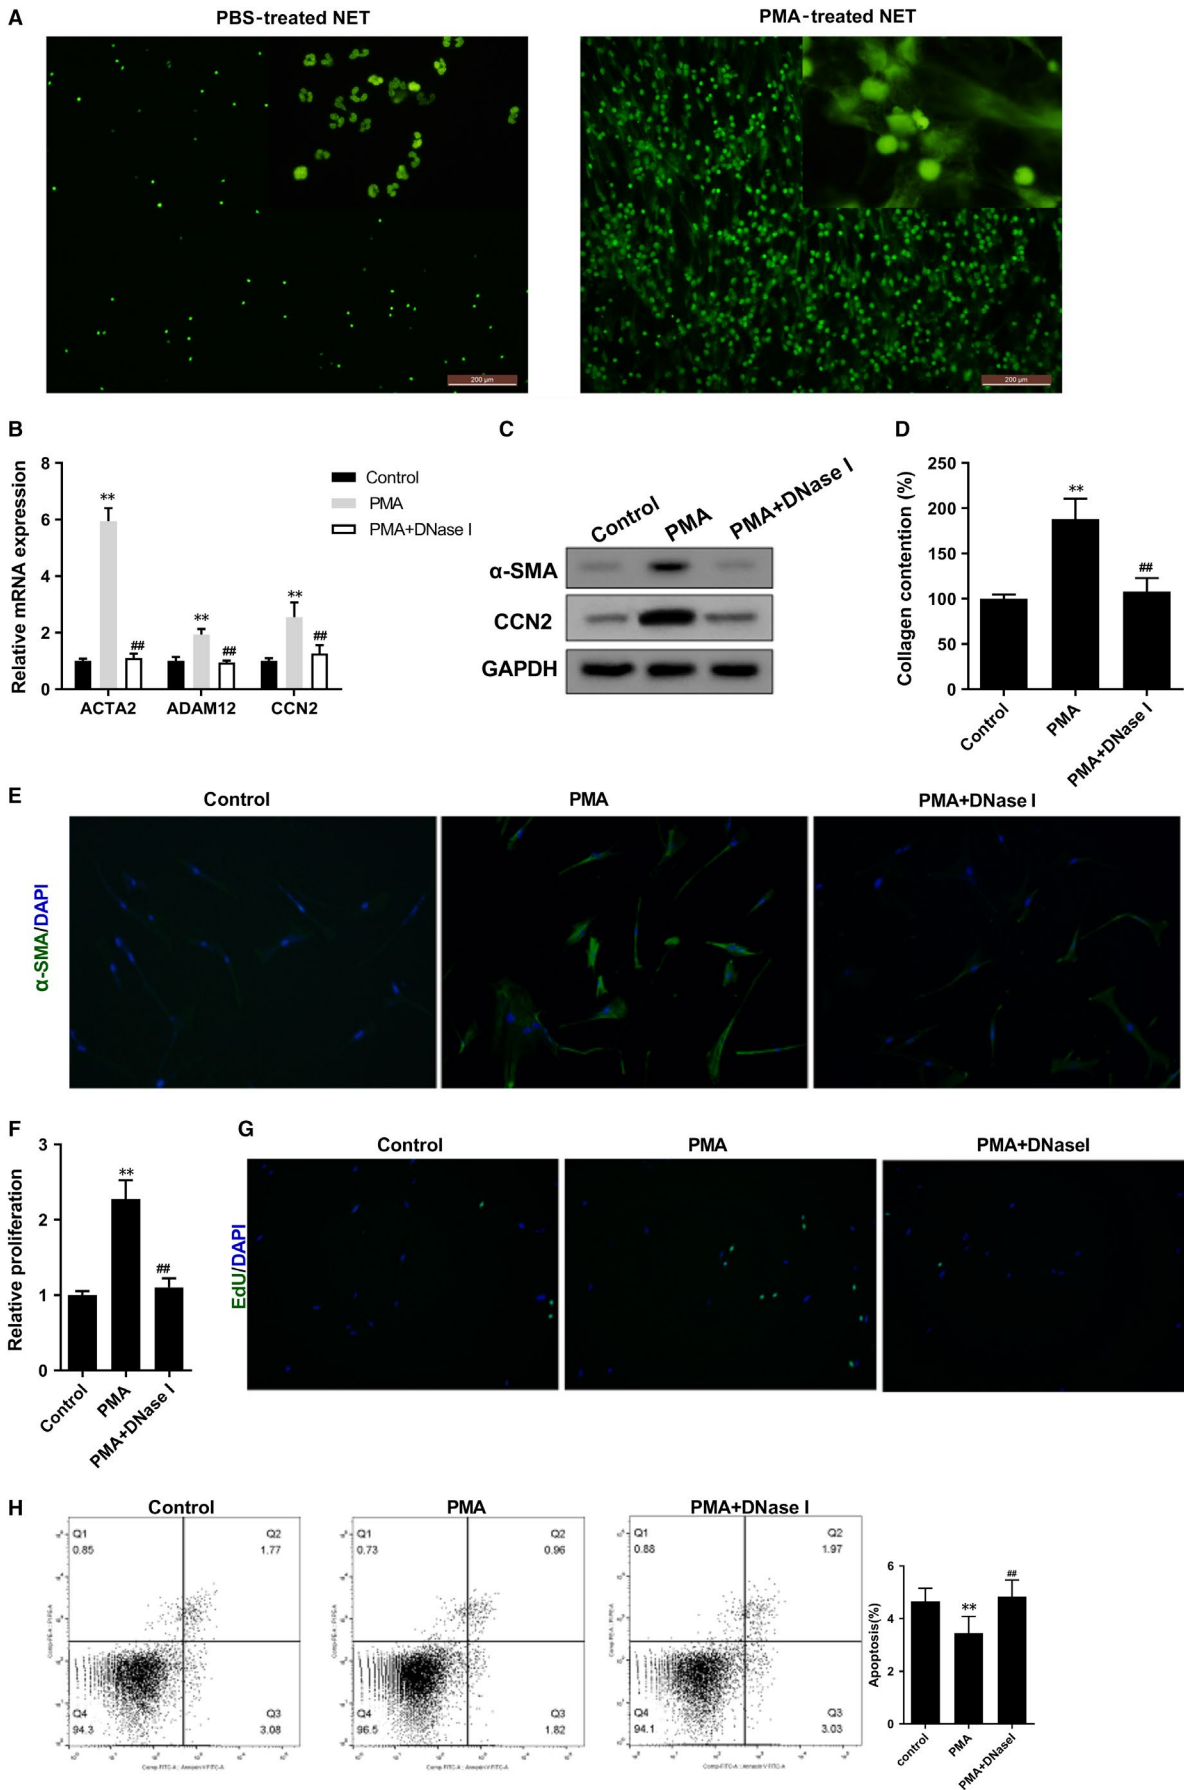 A
PBS-treated NET
PMA-treated NET
200 µm
200 µm
B
Relative mRNA expression
8
6
4
2
0
**
##
**
##
**
##
ACTA2
ADAM12
CCN2
Control
PMA
PMA+DNase I
C
Control
PMA
PMA+DNase I
α-SMA
CCN2
GAPDH
D
Collagen contention (%)
250
200
150
100
50
0
**
##
Control
PMA
PMA+DNase I
E
Control
PMA
PMA+DNase I
α-SMA/DAPI
F
Relative proliferation
3
2
1
0
**
##
Control
PMA
PMA+DNase I
G
Control
PMA
PMA+DNaseI
EdU/DAPI
H
Control
Q1
0.85
Q2
1.77
Q4
94.3
Q3
3.08
PMA
Q1
0.73
Q2
0.96
Q4
96.5
Q3
1.82
PMA+DNase I
Q1
0.88
Q2
1.97
Q4
94.1
Q3
3.03
Apoptosis(%)
6
4
2
0
**
##
control
PMA
PMA+DNaseI